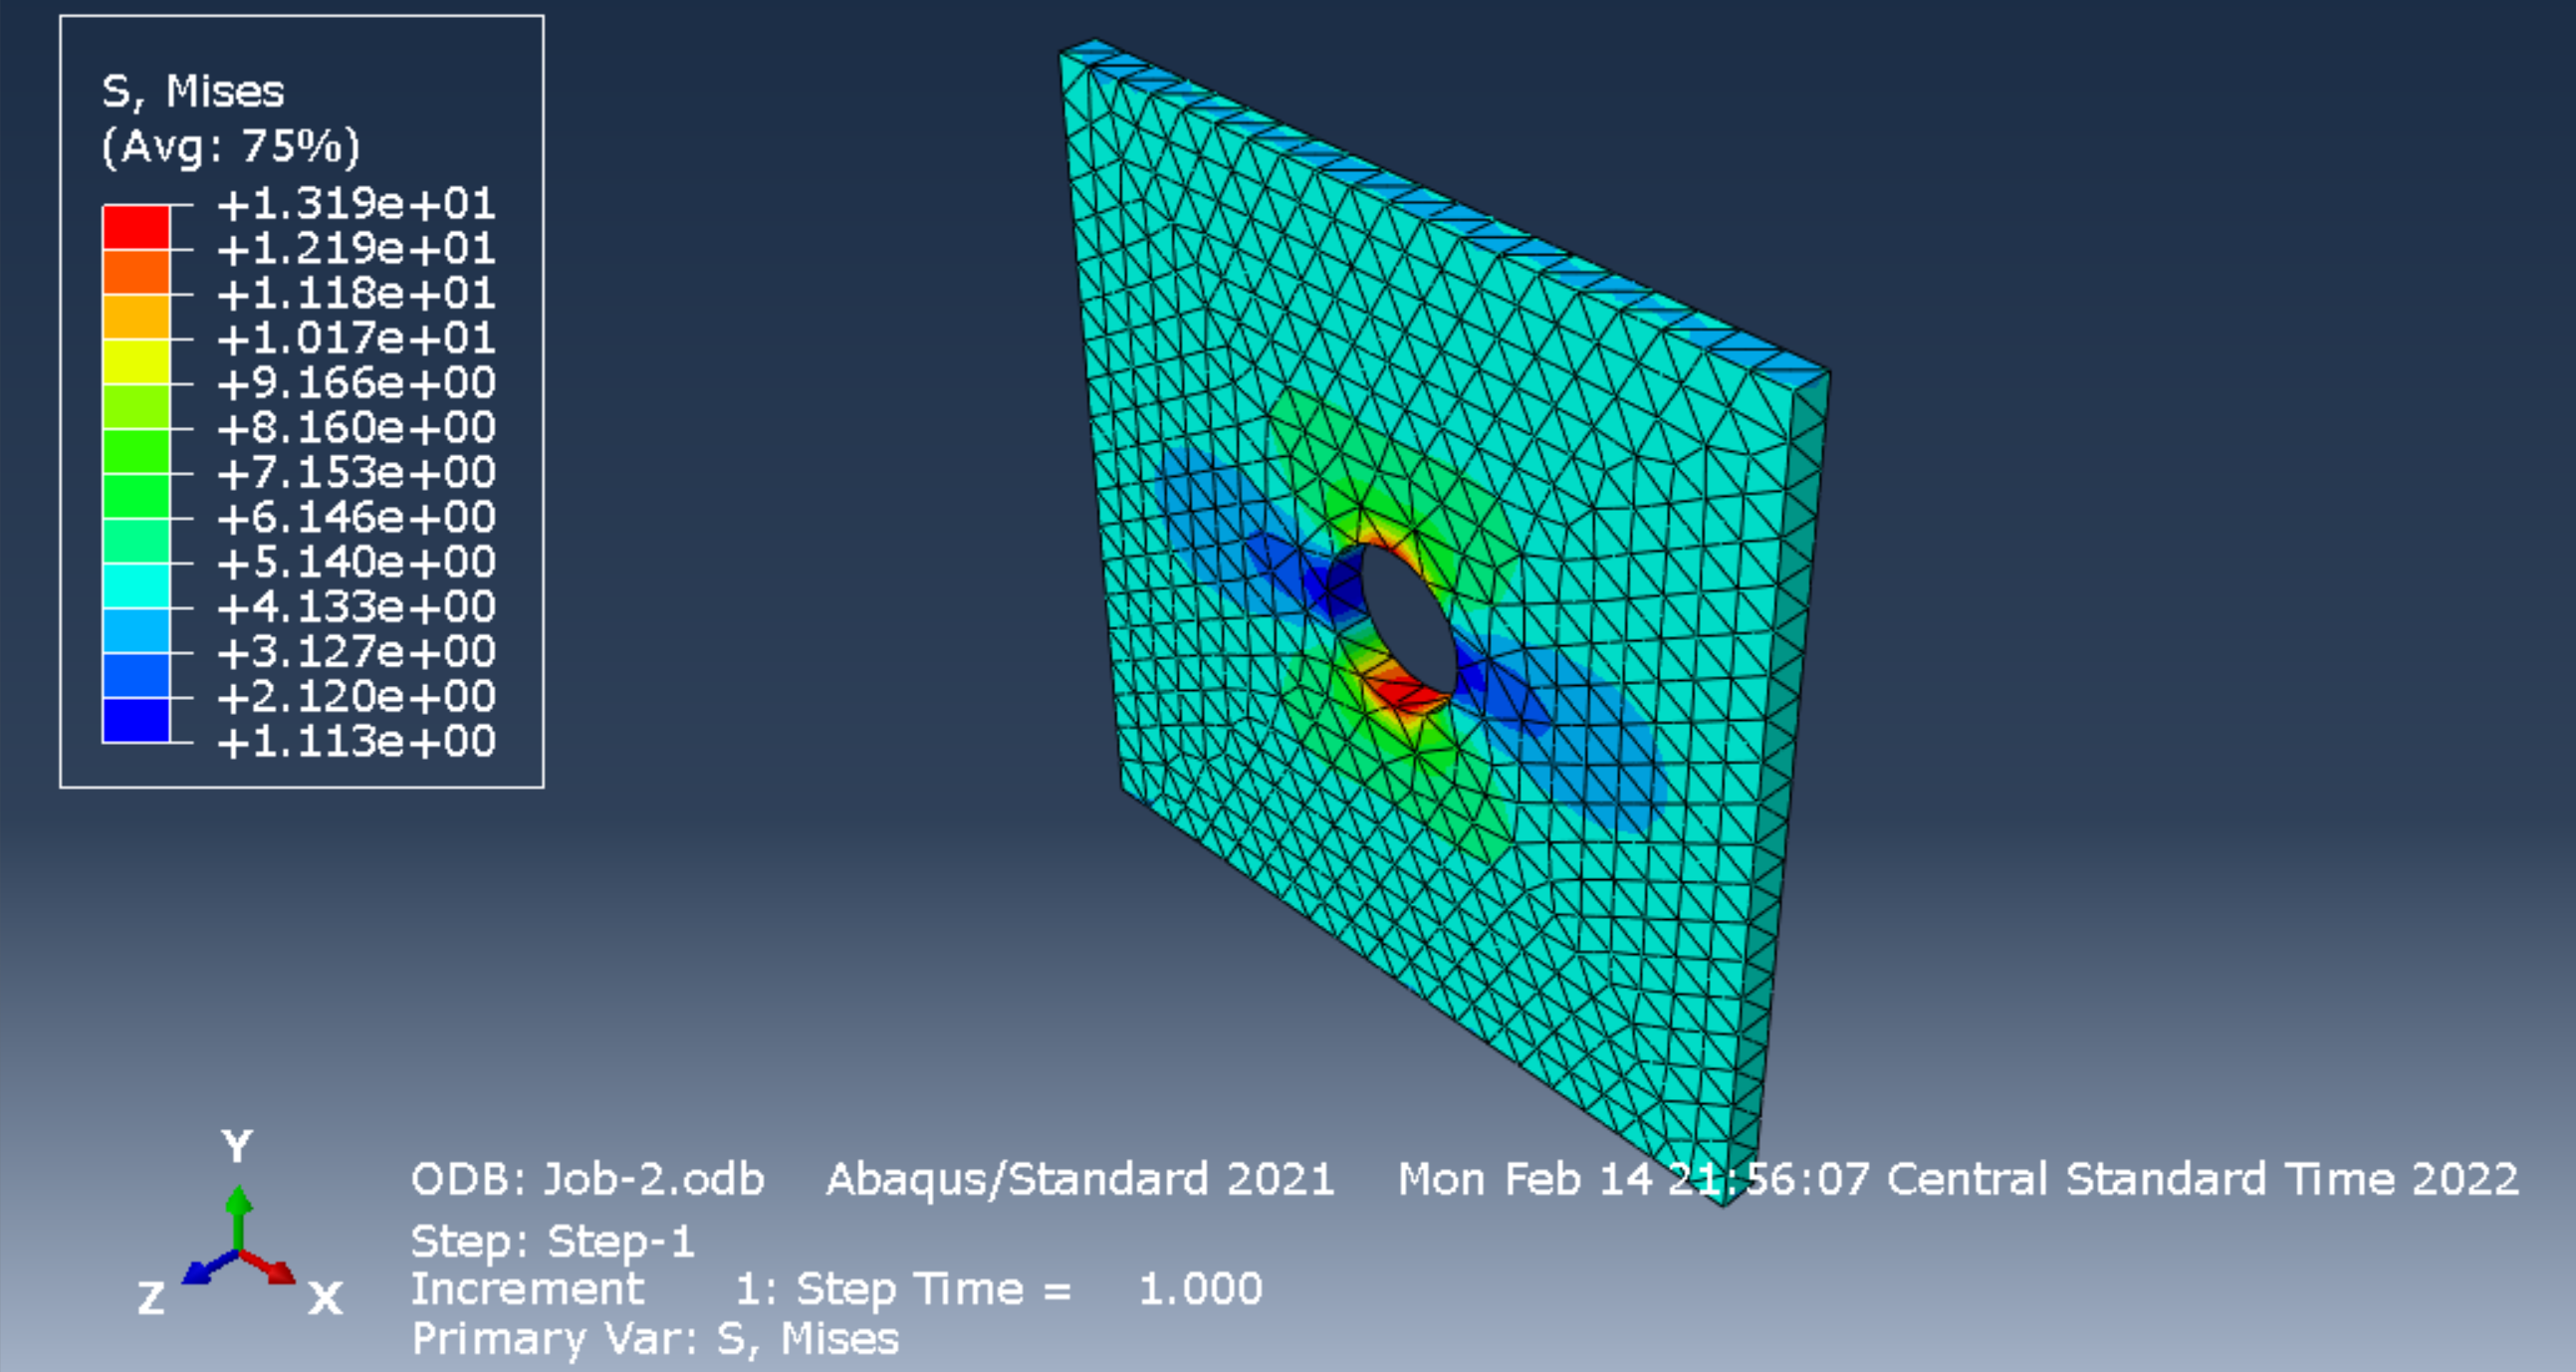 S, Mises
(Avg: 75%)
+1.319e+01
+1.219e+01
+1.118e+01
+1.017e+01
+9.166e+00
+8.160e+00
+7.153e+00
+6.146e+00
+5.140e+00
+4.133e+00
+3.127e+00
+2.120e+00
+1.113e+00
Y
Z
X
ODB: Job-2.odb Abaqus/Standard 2021 Mon Feb 14 21:56:07 Central Standard Time 2022
Step: Step-1
Increment 1: Step Time = 1.000
Primary Var: S, Mises